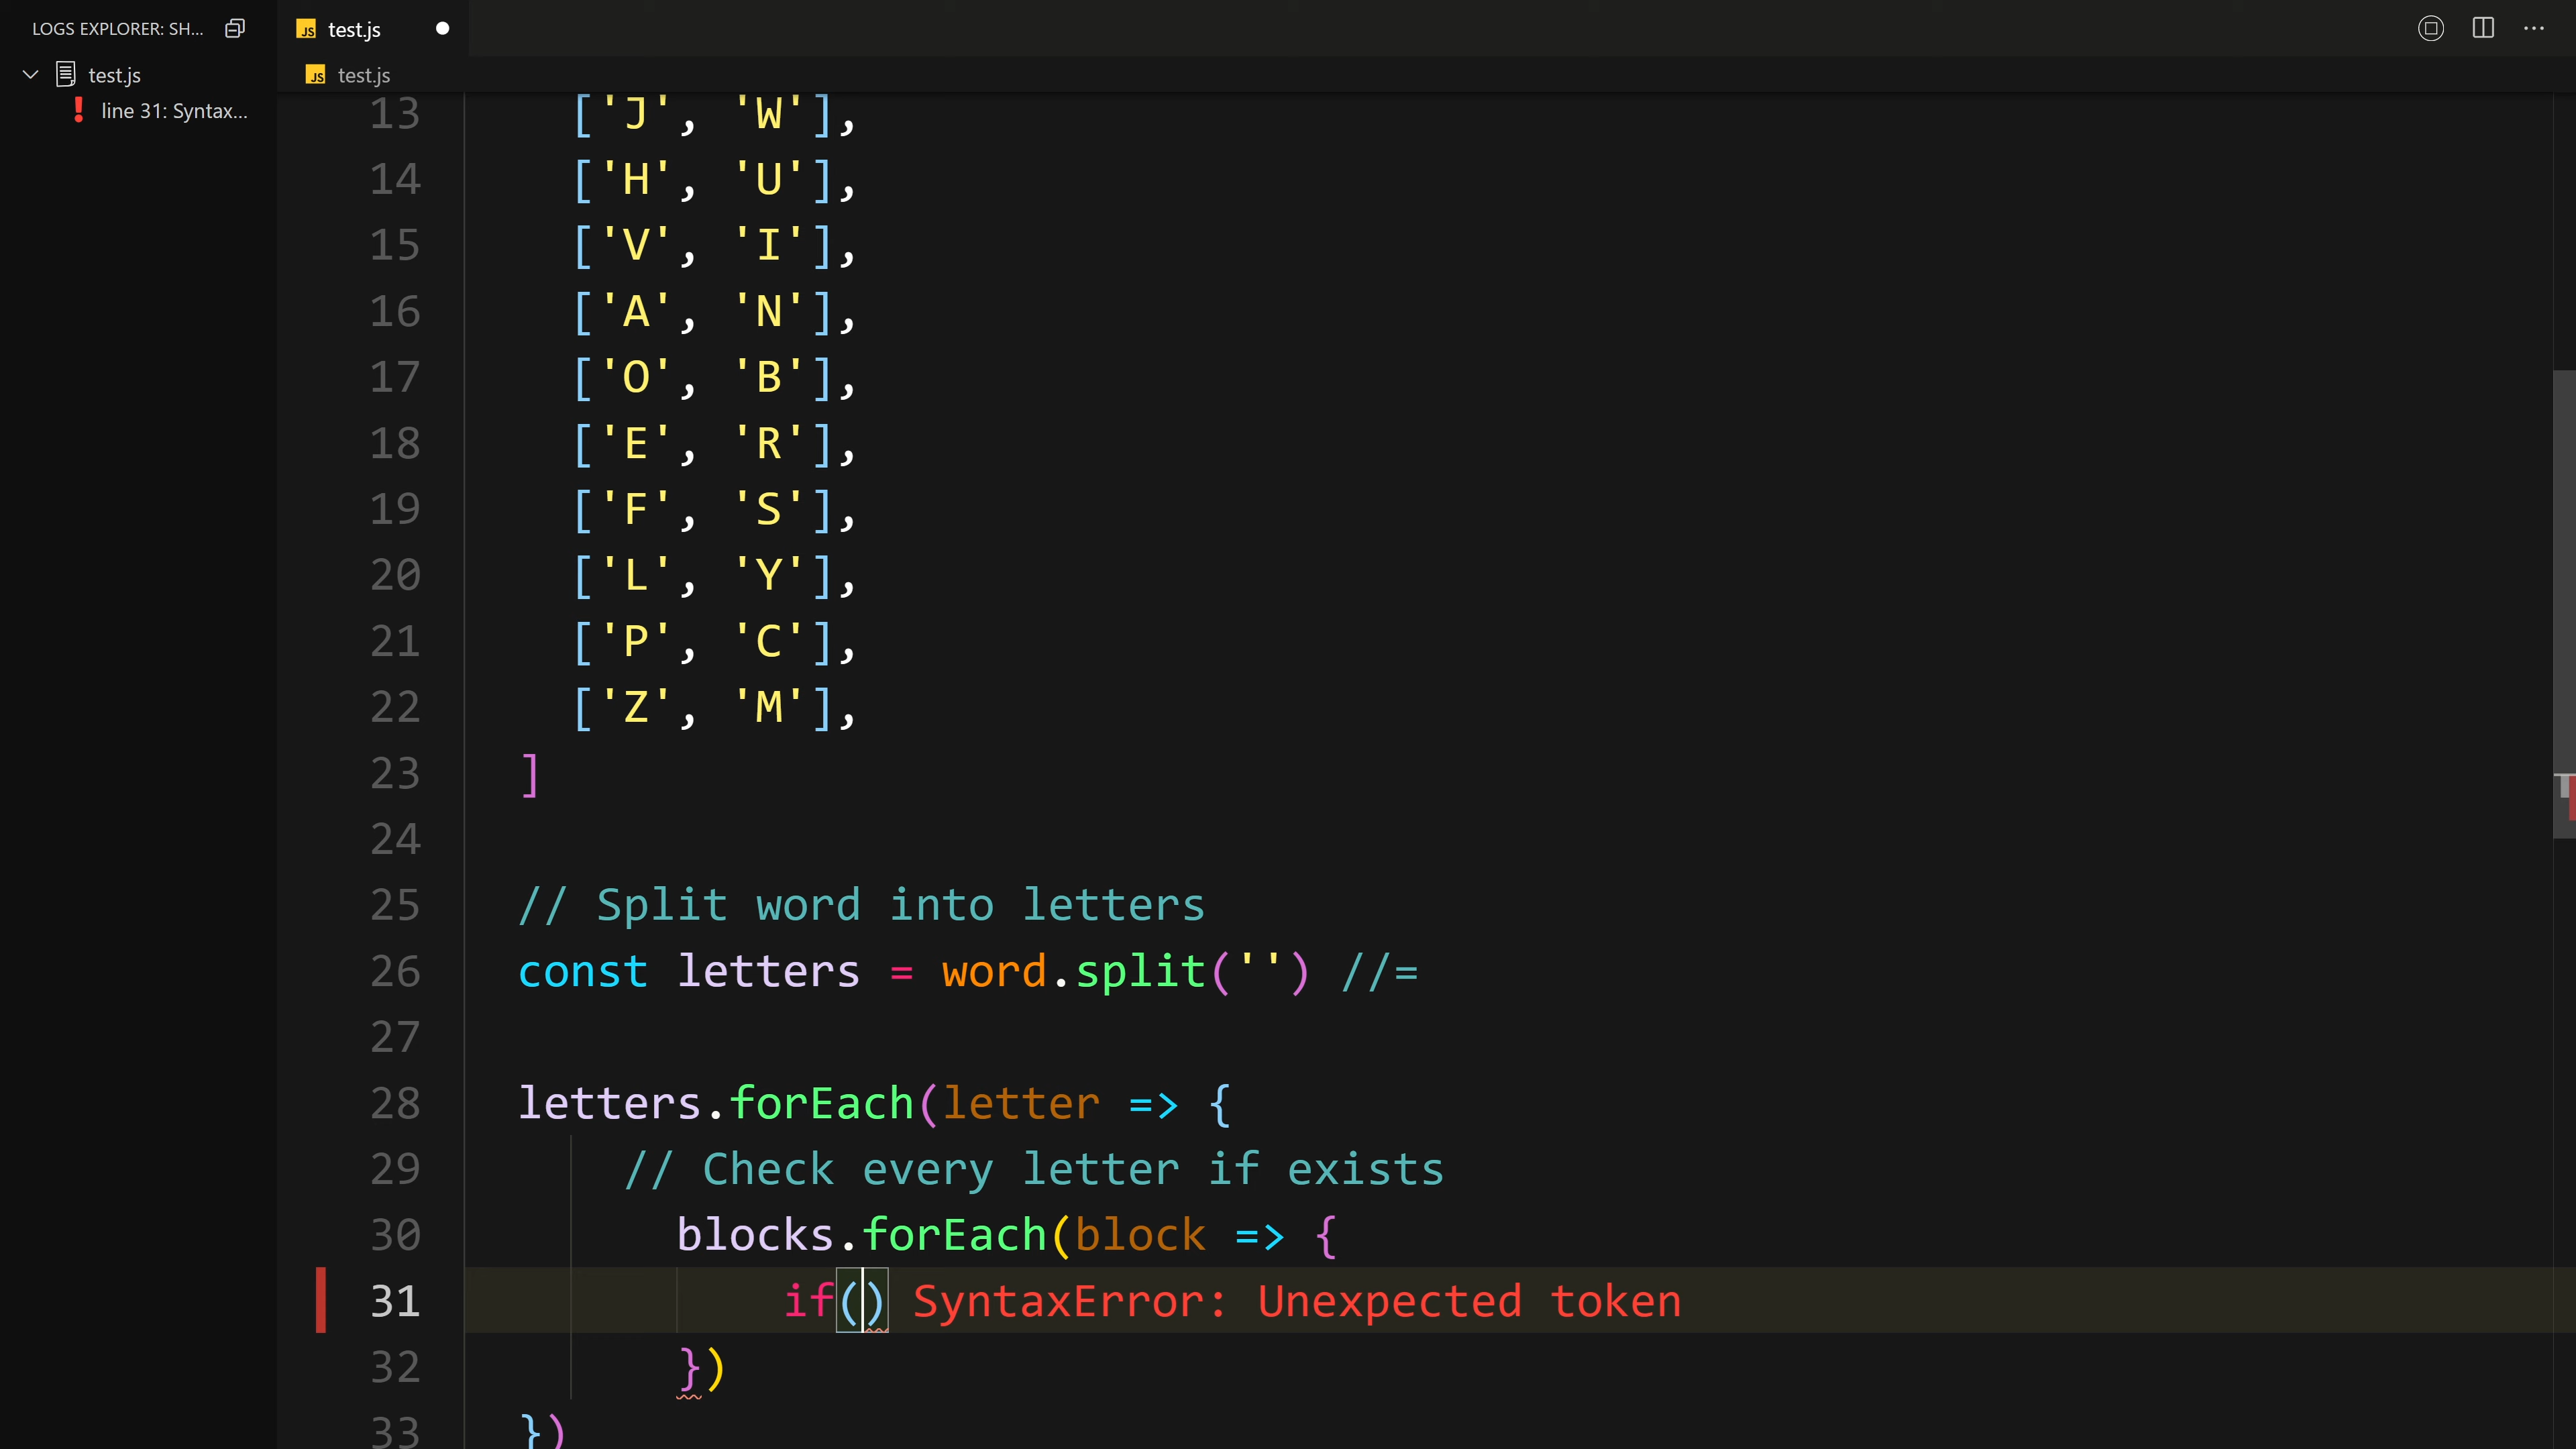 LOGS EXPLORER: SH...
test.js
line 31: Syntax...
test.js
test.js
13 ['J', 'W'],
14 ['H', 'U'],
15 ['V', 'I'],
16 ['A', 'N'],
17 ['O', 'B'],
18 ['E', 'R'],
19 ['F', 'S'],
20 ['L', 'Y'],
21 ['P', 'C'],
22 ['Z', 'M'],
23 ]
24
25 // Split word into letters
26 const letters = word.split('') //=
27
28 letters.forEach(letter => {
29 // Check every letter if exists
30 blocks.forEach(block => {
31 if() SyntaxError: Unexpected token
32 })
33 })